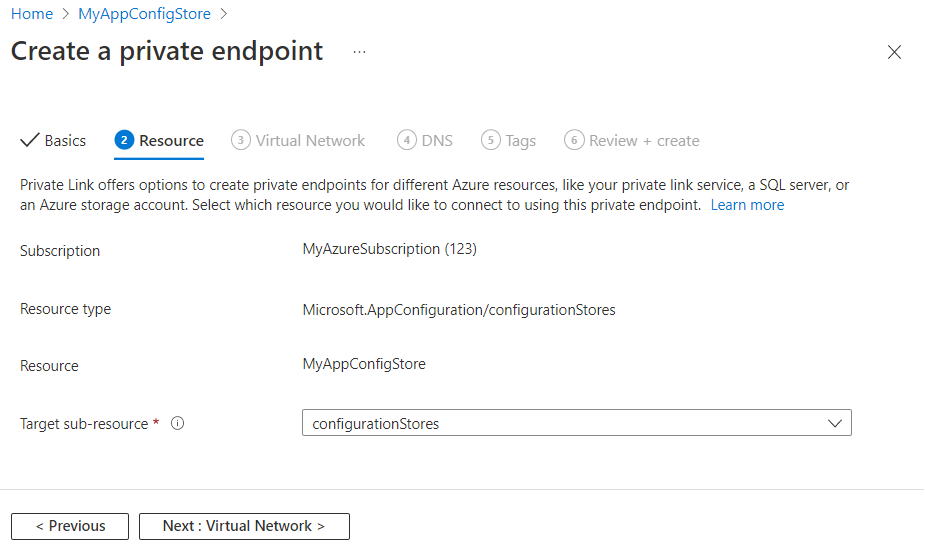 Home > MyAppConfigStore >
Create a private endpoint ...
Basics 2 Resource 3 Virtual Network 4 DNS 5 Tags 6 Review + create
Private Link offers options to create private endpoints for different Azure resources, like your private link service, a SQL server, or
an Azure storage account. Select which resource you would like to connect to using this private endpoint. Learn more
Subscription MyAzureSubscription (123)
Resource type Microsoft.AppConfiguration/configurationStores
Resource MyAppConfigStore
Target sub-resource * i configurationStores
< Previous Next : Virtual Network >